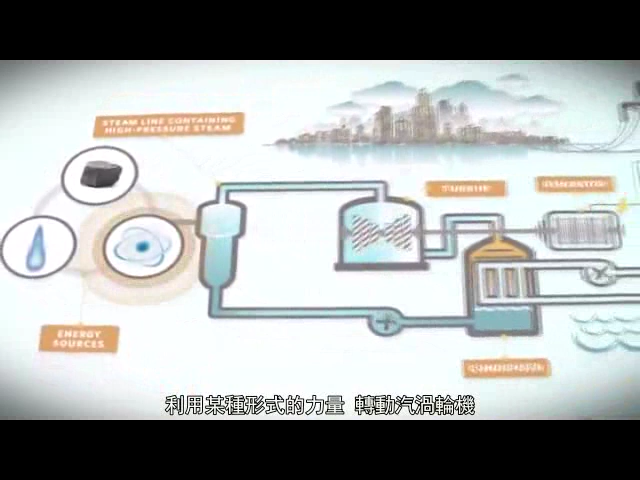 STEAM LINE CONTAINING
HIGH-PRESSURE STEAM
TURBINE
GENERATOR
ENERGY
SOURCES
利用某種形式的力量 轉動汽渦輪機